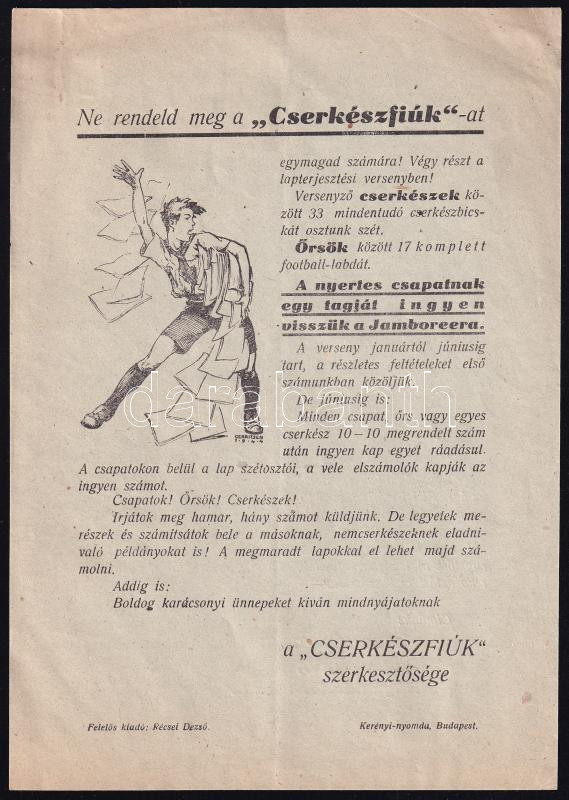 Ne rendeld meg a „Cserkészfiúk“-at
egymagad számára! Végy részt a
lapterjesztési versenyben!
Versenyző cserkészek kö-
zött 33 mindentudó cserkészbics-
kát osztunk szét.
Őrsök között 17 komplett
football-labdát.
A nyertes csapatnak
egy tagját ingyen
visszük a Jamboreera.
A verseny januártól júniusig
tart, a részletes feltételeket első
számunkban közöljük.
De júniusig is:
Minden csapat, őrs vagy egyes
cserkész 10—10 megrendelt szám
után ingyen kap egyet ráadásul.
A csapatokon belül a lap szétosztói, a vele elszámolók kapják az
ingyen számot.
Csapatok! Őrsök! Cserkészek!
Irjátok meg hamar, hány számot küldjünk. De legyetek me-
részek és számitsátok bele a másoknak, nemcserkészeknek eladni-
való példányokat is! A megmaradt lapokkal el lehet majd szá-
molni.
Addig is:
Boldog karácsonyi ünnepeket kiván mindnyájatoknak
a „CSERKÉSZFIÚK“
szerkesztősége
Felelős kiadó: Récsei Dezső.
Kerényi-nyomda, Budapest.
darabanth